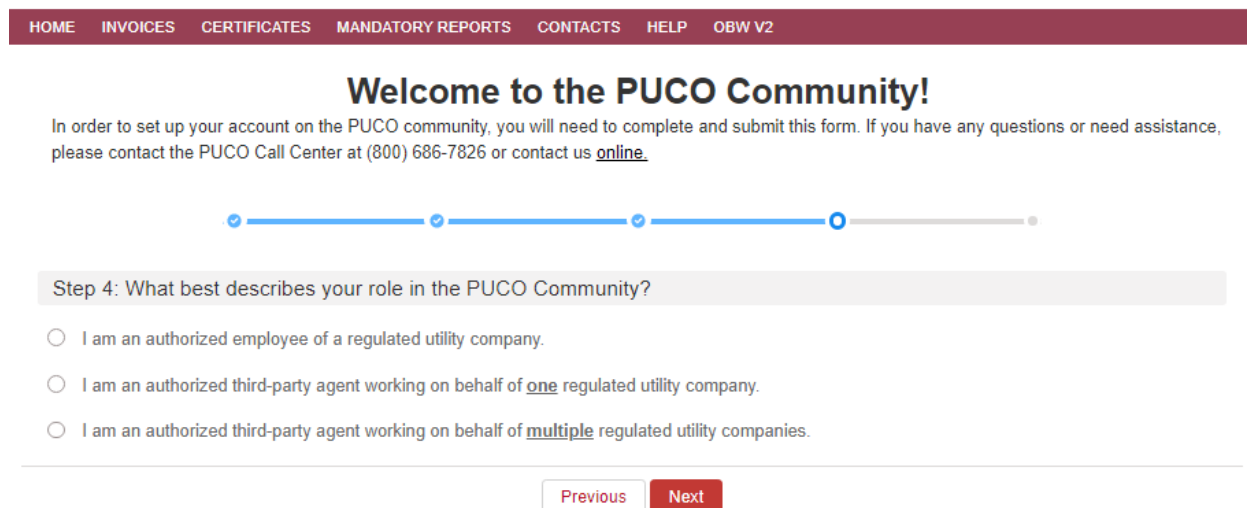 HOME INVOICES CERTIFICATES MANDATORY REPORTS CONTACTS HELP OBW V2
Welcome to the PUCO Community!
In order to set up your account on the PUCO community, you will need to complete and submit this form. If you have any questions or need assistance,
please contact the PUCO Call Center at (800) 686-7826 or contact us online.
Step 4: What best describes your role in the PUCO Community?
I am an authorized employee of a regulated utility company.
I am an authorized third-party agent working on behalf of one regulated utility company.
I am an authorized third-party agent working on behalf of multiple regulated utility companies.
Previous Next